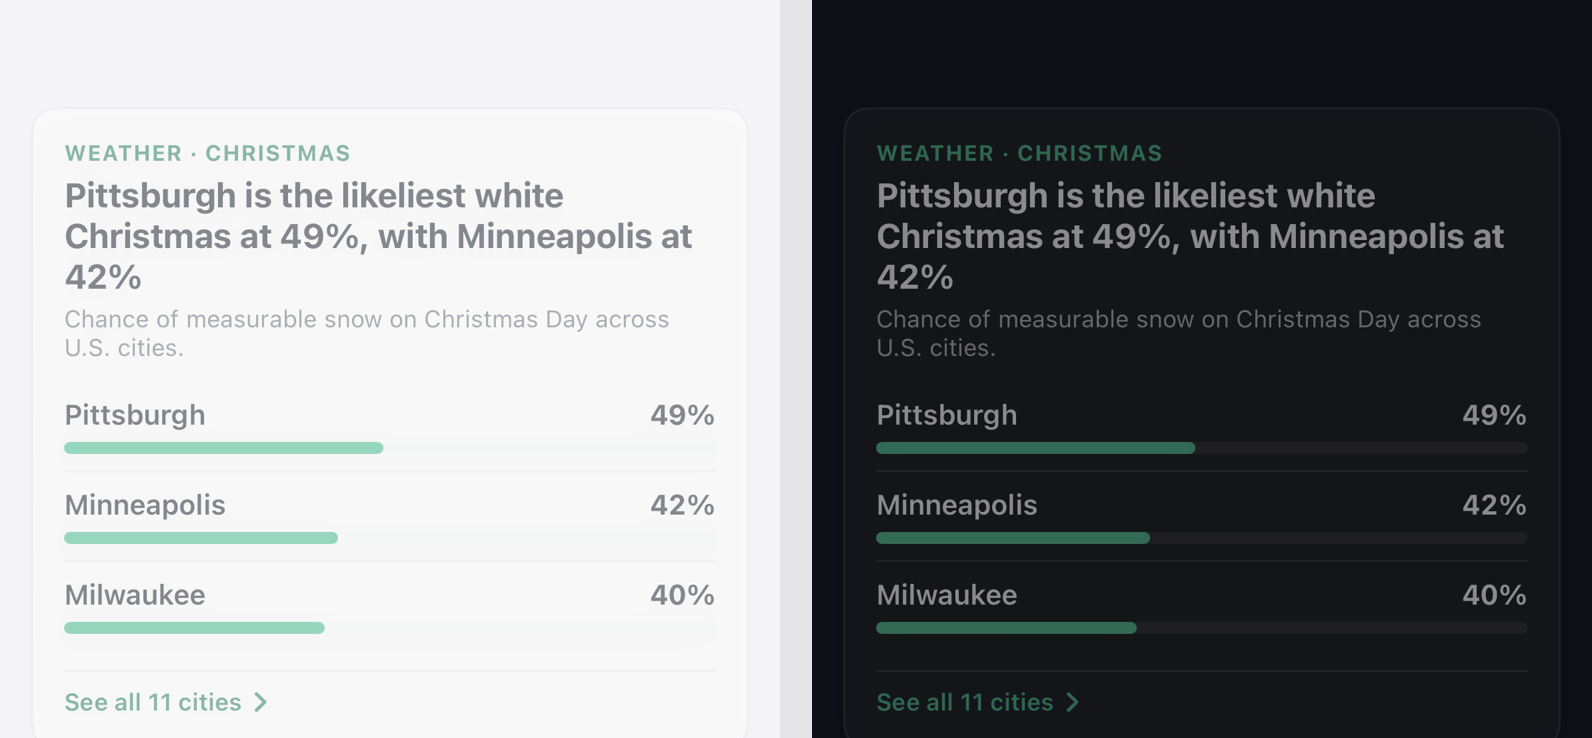 WEATHER · CHRISTMAS
Pittsburgh is the likeliest white
Christmas at 49%, with Minneapolis at
42%
Chance of measurable snow on Christmas Day across
U.S. cities.
Pittsburgh 49%
Minneapolis 42%
Milwaukee 40%
See all 11 cities
WEATHER · CHRISTMAS
Pittsburgh is the likeliest white
Christmas at 49%, with Minneapolis at
42%
Chance of measurable snow on Christmas Day across
U.S. cities.
Pittsburgh 49%
Minneapolis 42%
Milwaukee 40%
See all 11 cities